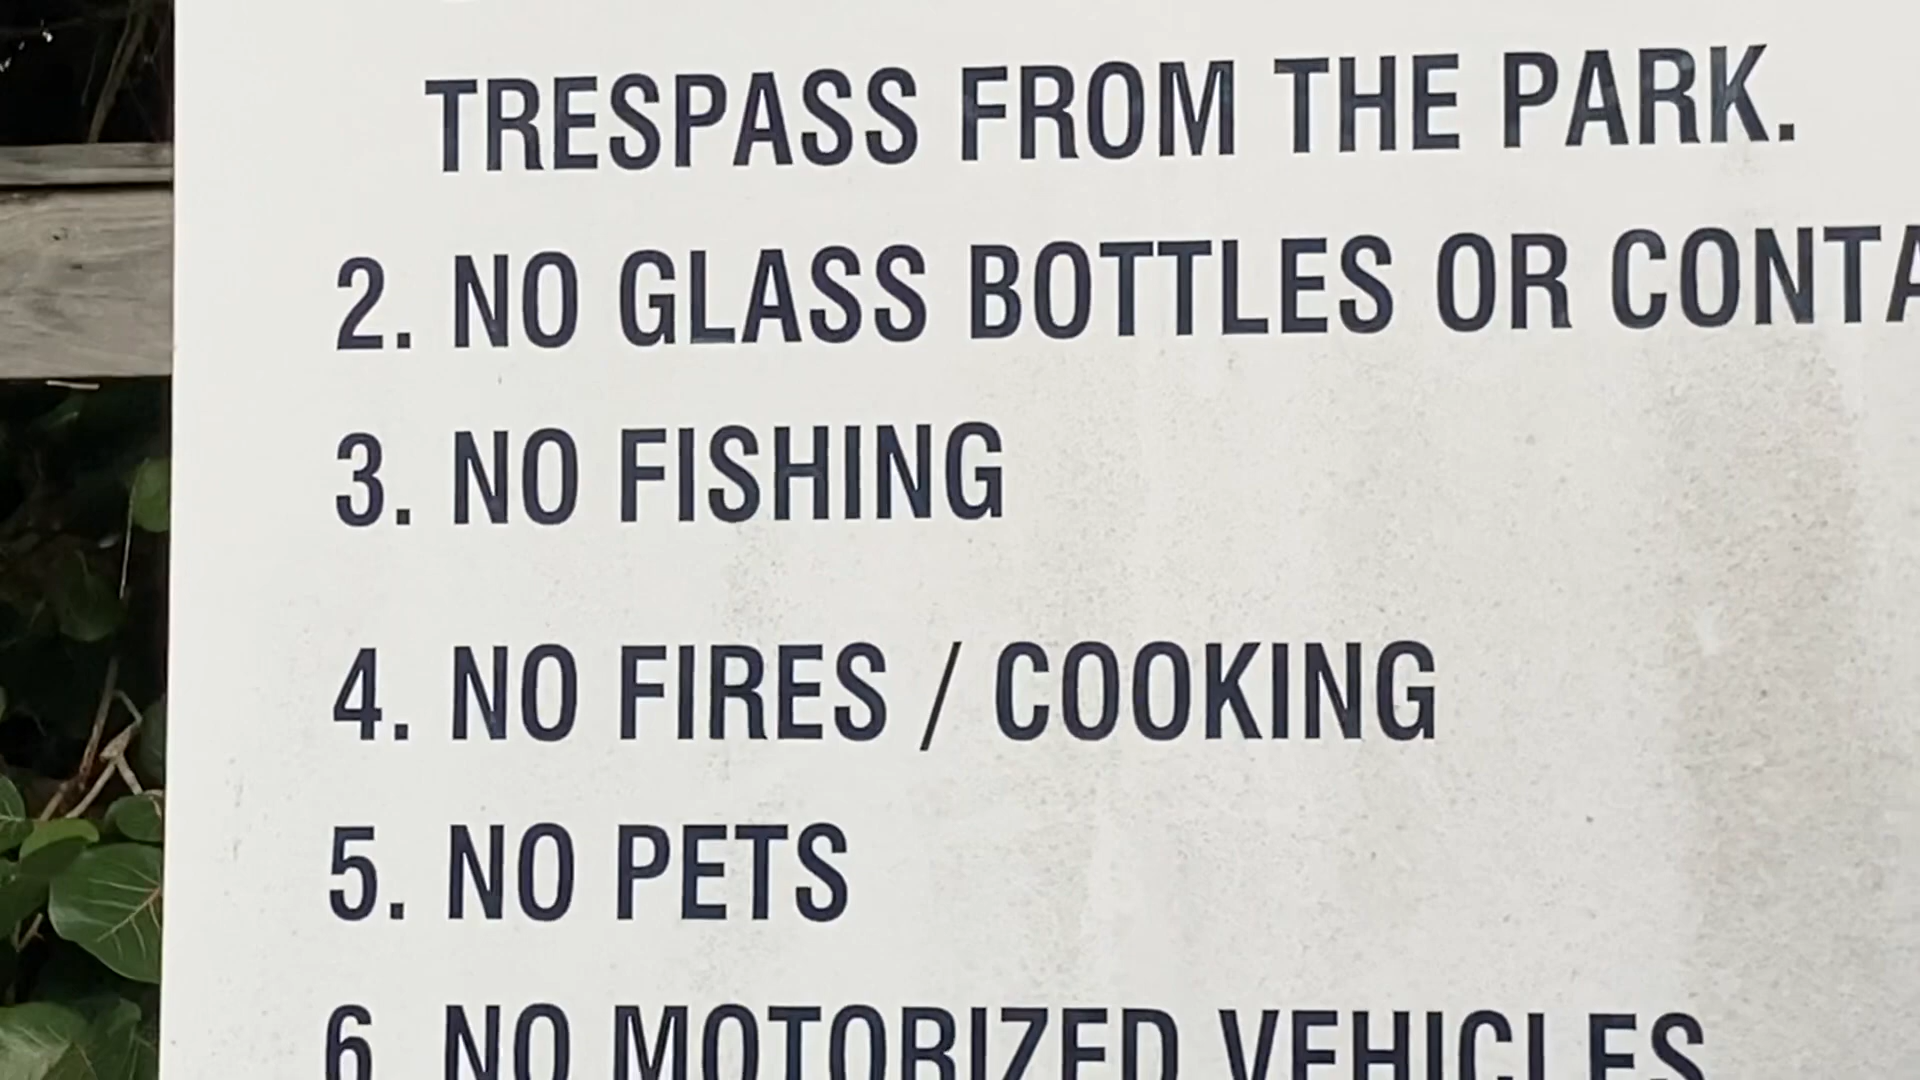 TRESPASS FROM THE PARK.
2. NO GLASS BOTTLES OR
3. NO FISHING
4. NO FIRES / COOKING
5. NO PETS
6 NO MOTORIZED VEHICLES